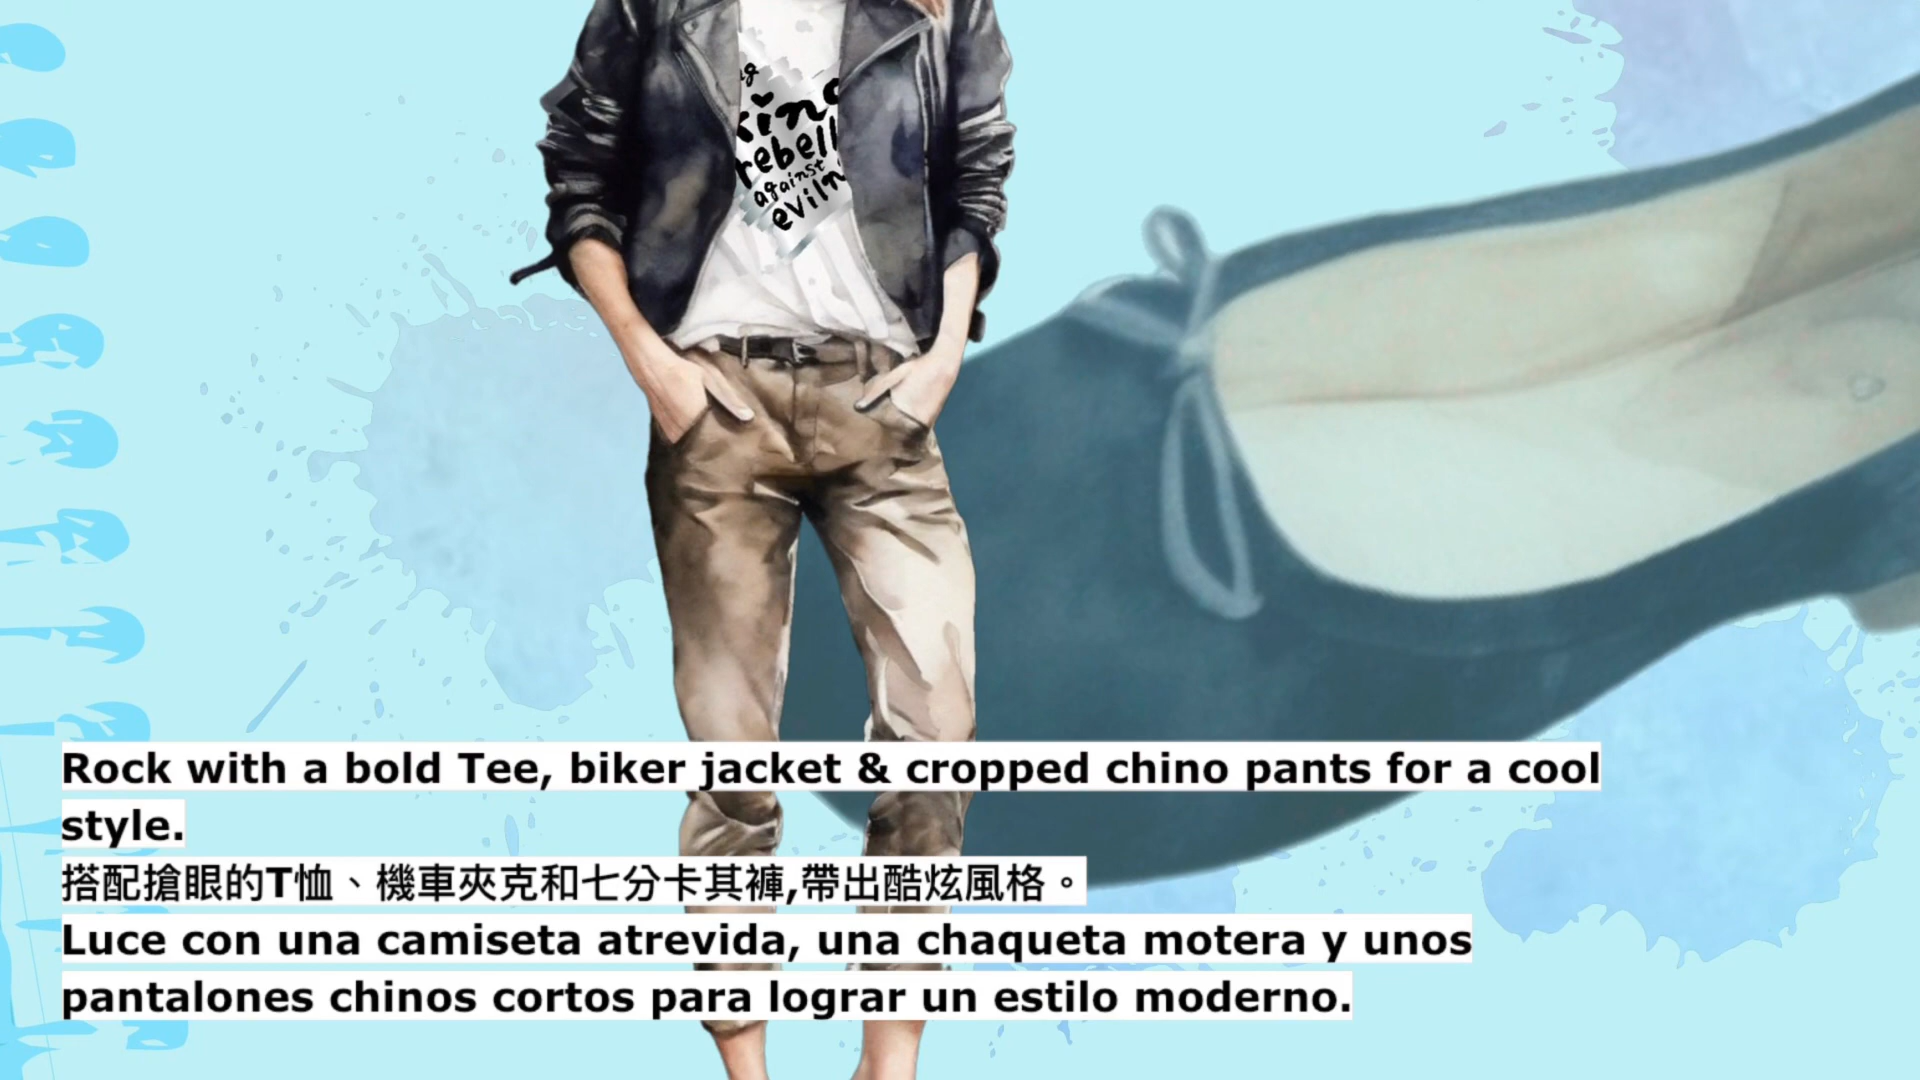 rebell
against
Rock with a bold Tee, biker jacket & cropped chino pants for a cool
style.
搭配搶眼的T恤、機車夾克和七分卡其褲,帶出酷炫風格。
Luce con una camiseta atrevida, una chaqueta motera y unos
pantalones chinos cortos para lograr un estilo moderno.